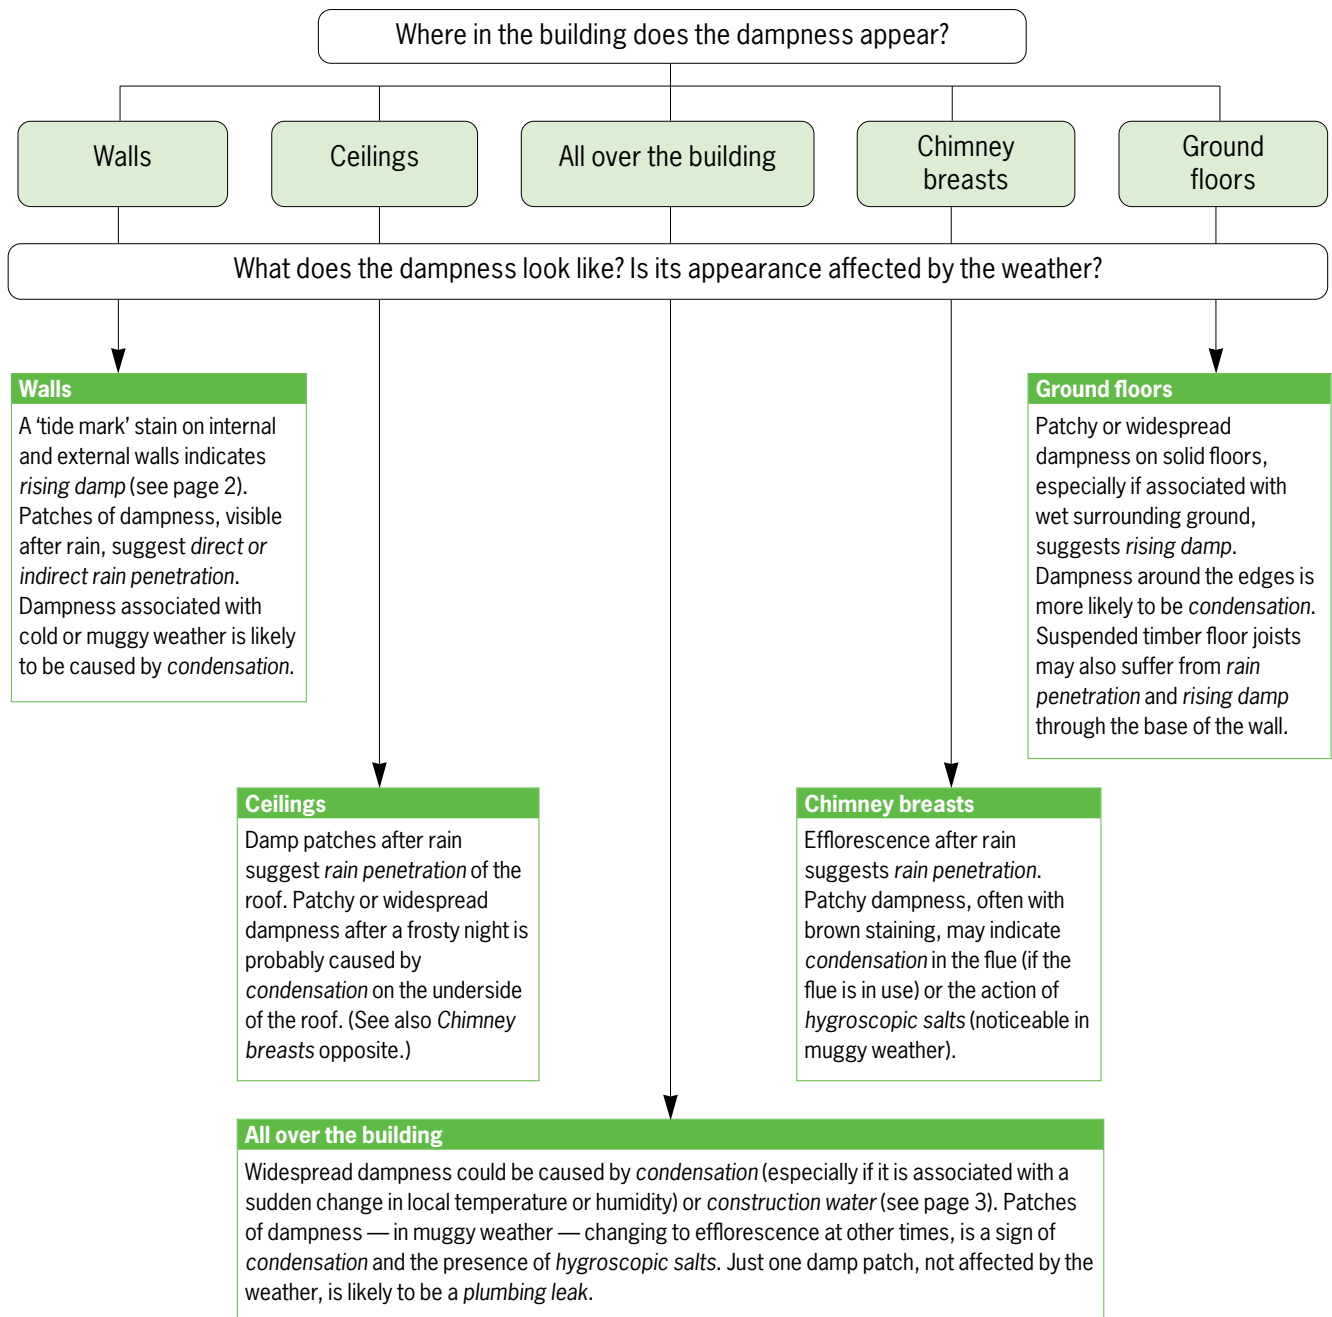 Where in the building does the dampness appear?
Walls
Ceilings
All over the building
Chimney
breasts
Ground
floors
What does the dampness look like? Is its appearance affected by the weather?
Walls
A ‘tide mark’ stain on internal
and external walls indicates
rising damp (see page 2).
Patches of dampness, visible
after rain, suggest direct or
indirect rain penetration.
Dampness associated with
cold or muggy weather is likely
to be caused by condensation.
Ground floors
Patchy or widespread
dampness on solid floors,
especially if associated with
wet surrounding ground,
suggests rising damp.
Dampness around the edges is
more likely to be condensation.
Suspended timber floor joists
may also suffer from rain
penetration and rising damp
through the base of the wall.
Ceilings
Damp patches after rain
suggest rain penetration of the
roof. Patchy or widespread
dampness after a frosty night is
probably caused by
condensation on the underside
of the roof. (See also Chimney
breasts opposite.)
Chimney breasts
Efflorescence after rain
suggests rain penetration.
Patchy dampness, often with
brown staining, may indicate
condensation in the flue (if the
flue is in use) or the action of
hygroscopic salts (noticeable in
muggy weather).
All over the building
Widespread dampness could be caused by condensation (especially if it is associated with a
sudden change in local temperature or humidity) or construction water (see page 3). Patches
of dampness — in muggy weather — changing to efflorescence at other times, is a sign of
condensation and the presence of hygroscopic salts. Just one damp patch, not affected by the
weather, is likely to be a plumbing leak.